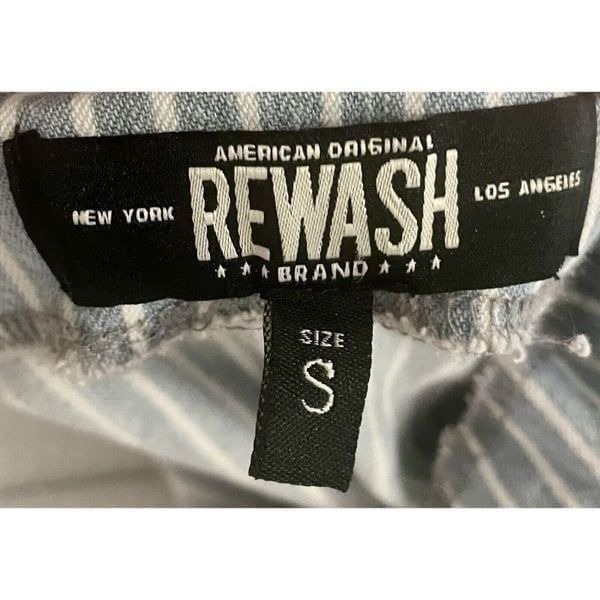 AMERICAN ORIGINAL
NEW YORK REWASH LOS ANGELES
★ ★ ★ BRAND ★ ★ ★
SIZE
S